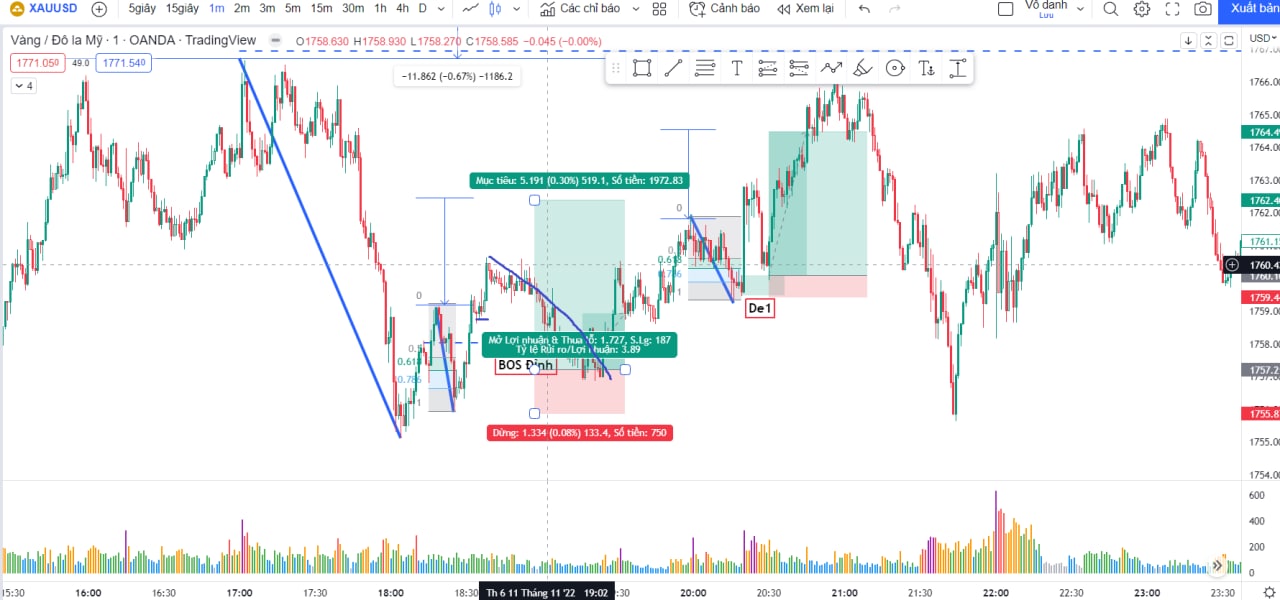 XAUUSD
5giây 15giây 1m 2m 3m 5m 15m 30m 1h 4h D
Các chỉ báo
Cảnh báo
Xem lại
Vô danh
Lưu
Xuất bản
Vàng / Đô la Mỹ · 1 · OANDA · TradingView
O1758.630 H1758.930 L1758.270 C1758.585 −0.045 (−0.00%)
USD
1771.050 49.0 1771.540
4
−11.862 (−0.67%) −1186.2
1767.00
1766.00
1765.00
1764.4
1764.00
1763.00
1762.4
1762.00
1761.1
1760.4
1759.4
1758.00
1757.2
1755.8
1755.00
1754.00
Mục tiêu: 5.191 (0.30%) 519.1, Số tiền: 1972.83
0
0.618
0.786
1
0
0.5
0.618
0.786
1
De1
Mở Lợi nhuận & Thua lỗ: 1.727, S.Lg: 187
Tỷ lệ Rủi ro/Lợi nhuận: 3.89
BOS Đỉnh
Dừng: 1.334 (0.08%) 133.4, Số tiền: 750
600
400
200
0
15:30 16:00 16:30 17:00 17:30 18:00 18:30 Th 6 11 Tháng 11 '22 19:02 :30 20:00 20:30 21:00 21:30 22:00 22:30 23:00 23:30